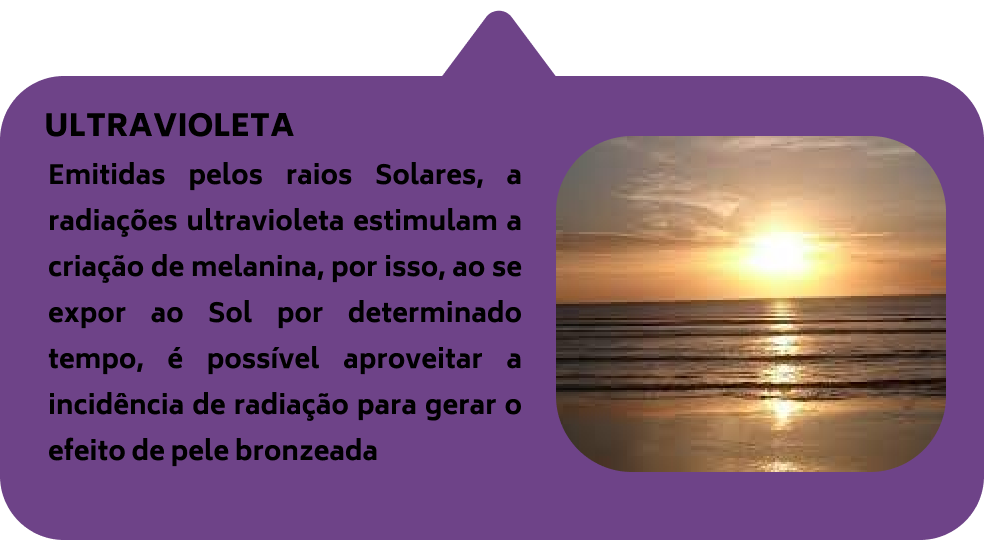 ULTRAVIOLETA
Emitidas pelos raios Solares, a
radiações ultravioleta estimulam a
criação de melanina, por isso, ao se
expor ao Sol por determinado
tempo, é possível aproveitar a
incidência de radiação para gerar o
efeito de pele bronzeada